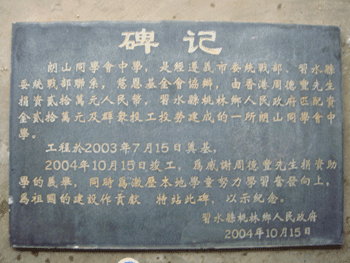 碑记
朗山同學會中學，是經遵義市委統戰部、習水縣
委統戰部聯系，慈恩基金會協辦，由香港周德豐先生
捐資貳拾萬元人民幣，習水縣桃林鄉人民政府匹配資
金貳拾萬元及群衆投工投勞建成的一所朗山同學會中
學。
工程於2003年7月15日奠基，
2004年10月15日竣工，爲感謝周德豐先生捐資助
學的義舉，同時爲激歷本地學童努力學習奮發向上，
爲祖國的建設作貢獻 特站此碑，以示紀念。
習水縣桃林鄉人民政府
2004年10月15日